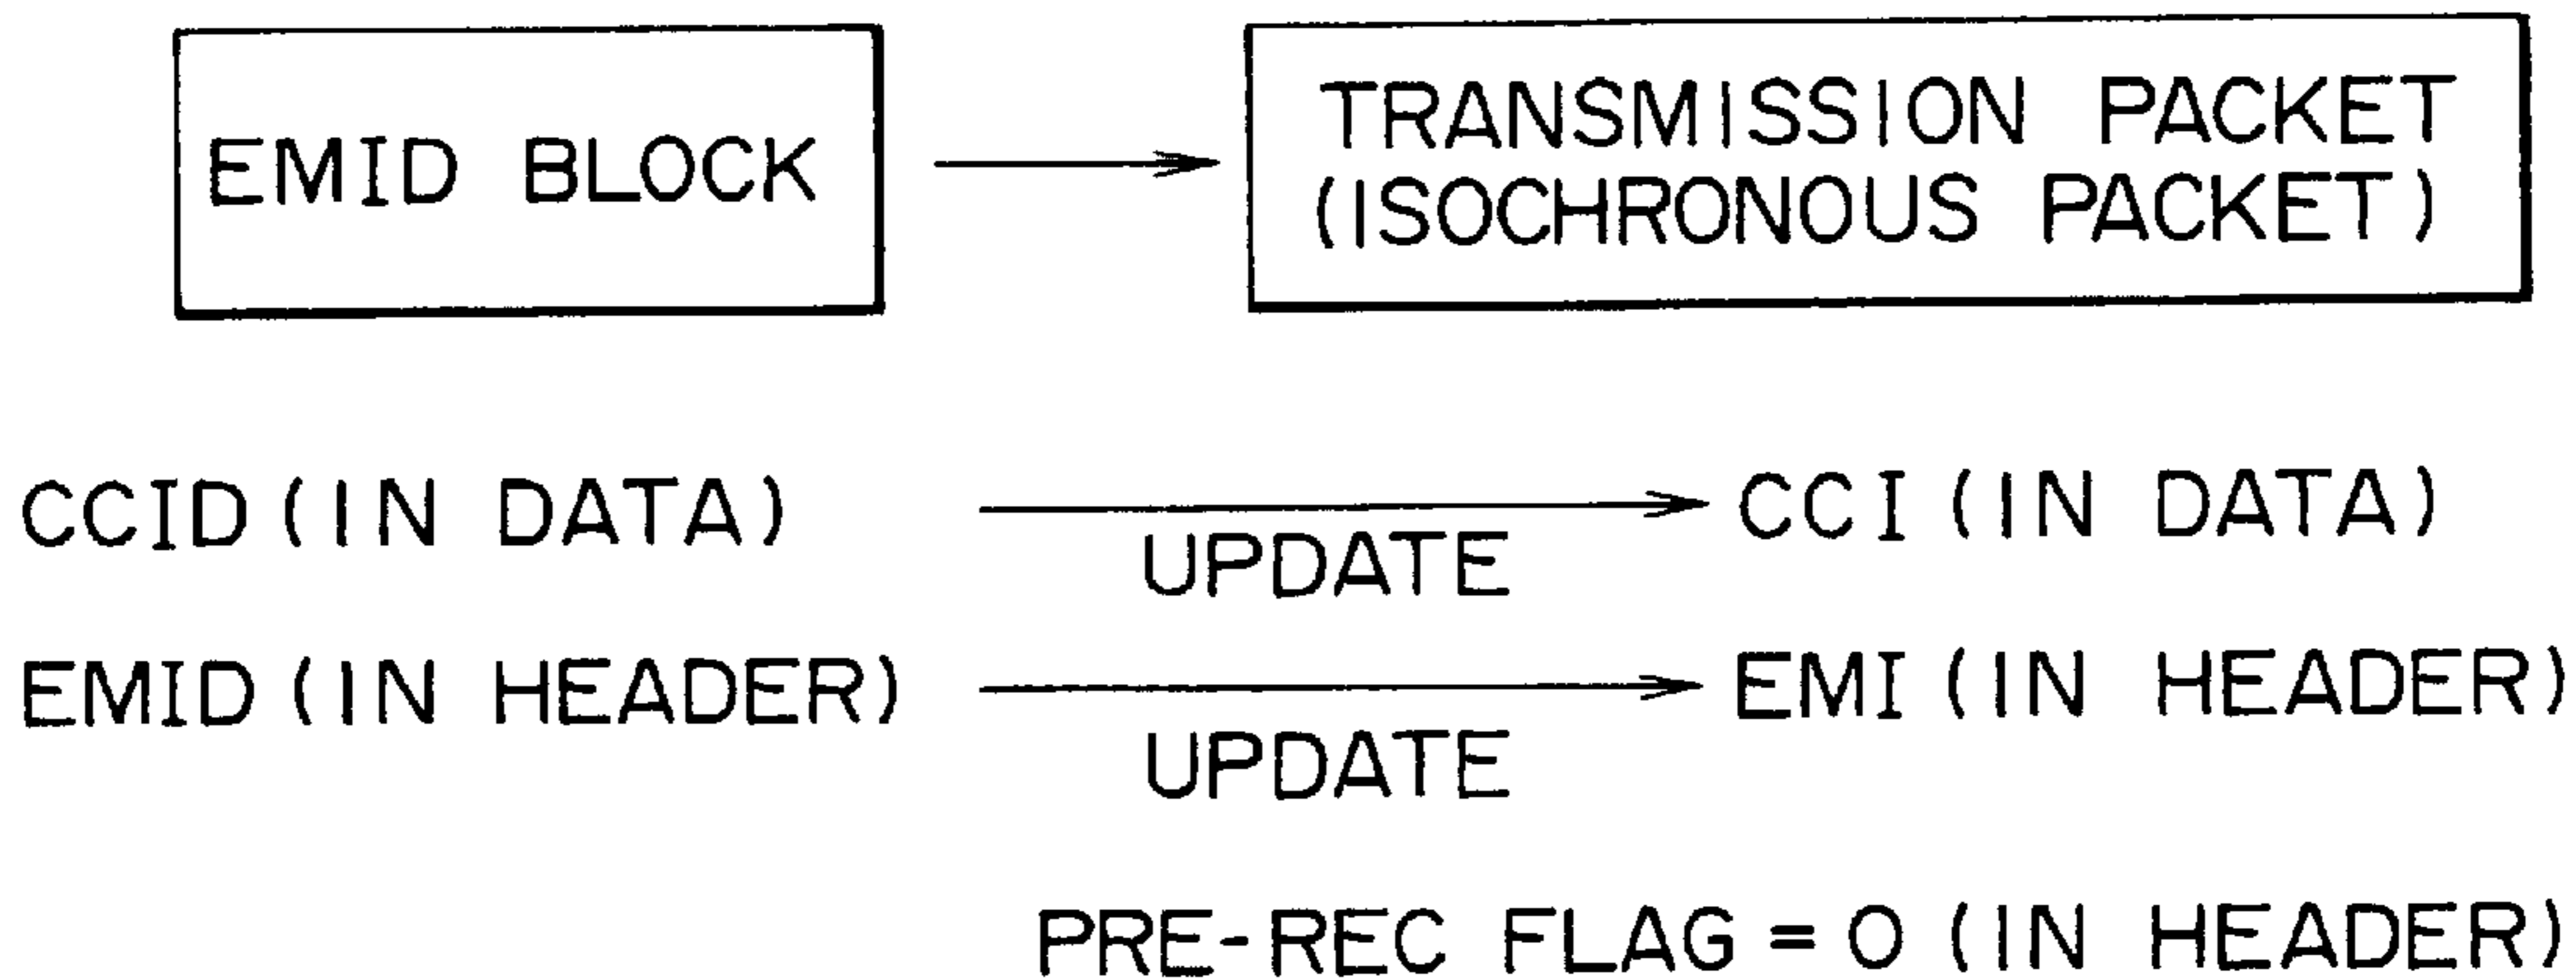 EMID BLOCK
TRANSMISSION PACKET
(ISOCHRONOUS PACKET)
CCID (IN DATA)
UPDATE
CCI (IN DATA)
EMID (IN HEADER)
UPDATE
EMI (IN HEADER)
PRE-REC FLAG = 0 (IN HEADER)